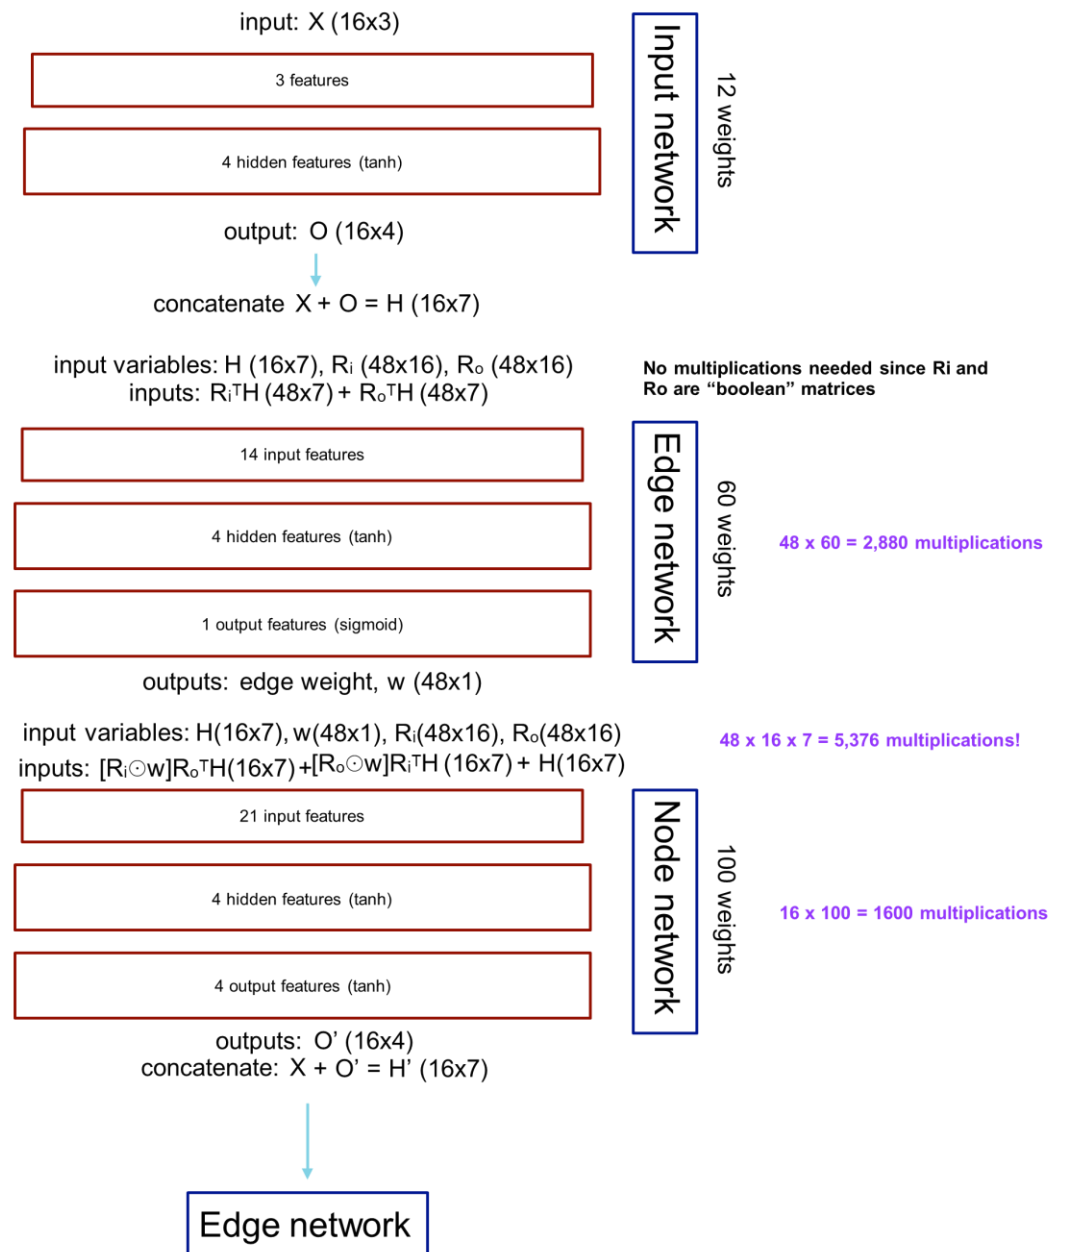 input: X (16x3)
3 features
4 hidden features (tanh)
output: O (16x4)
Input network
12 weights
concatenate X + O = H (16x7)
input variables: H (16x7), Ri (48x16), Ro (48x16)
inputs: RiᵀH (48x7) + RoᵀH (48x7)
No multiplications needed since Ri and
Ro are “boolean” matrices
14 input features
4 hidden features (tanh)
1 output features (sigmoid)
Edge network
60 weights
48 x 60 = 2,880 multiplications
outputs: edge weight, w (48x1)
input variables: H(16x7), w(48x1), Ri(48x16), Ro(48x16)
inputs: [Ri⊙w]RoᵀH(16x7) +[Ro⊙w]RiᵀH (16x7) + H(16x7)
48 x 16 x 7 = 5,376 multiplications!
21 input features
4 hidden features (tanh)
4 output features (tanh)
Node network
100 weights
16 x 100 = 1600 multiplications
outputs: O’ (16x4)
concatenate: X + O’ = H’ (16x7)
Edge network